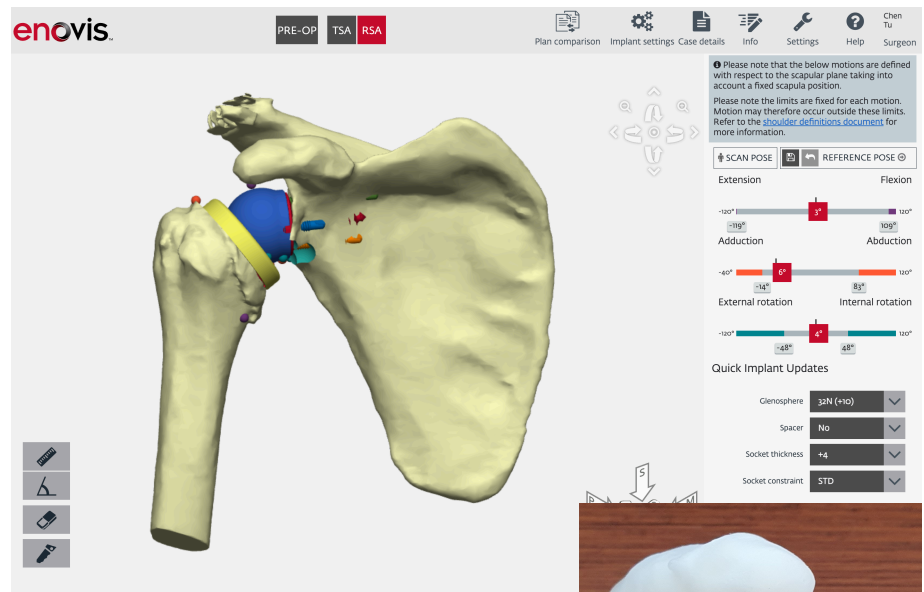 enovis.
PRE-OP
TSA
RSA
Plan comparison
Implant settings
Case details
Info
Settings
Help
Chen
Tu
Surgeon
Please note that the below motions are defined
with respect to the scapular plane taking into
account a fixed scapula position.
Please note the limits are fixed for each motion.
Motion may therefore occur outside these limits.
Refer to the shoulder definitions document for
more information.
SCAN POSE
REFERENCE POSE
Extension
Flexion
-120°
3°
120°
-119°
109°
Adduction
Abduction
-40°
6°
120°
-14°
83°
External rotation
Internal rotation
-120°
4°
120°
-48°
48°
Quick Implant Updates
Glenosphere
32N (+10)
Spacer
No
Socket thickness
+4
Socket constraint
STD
S
P
M